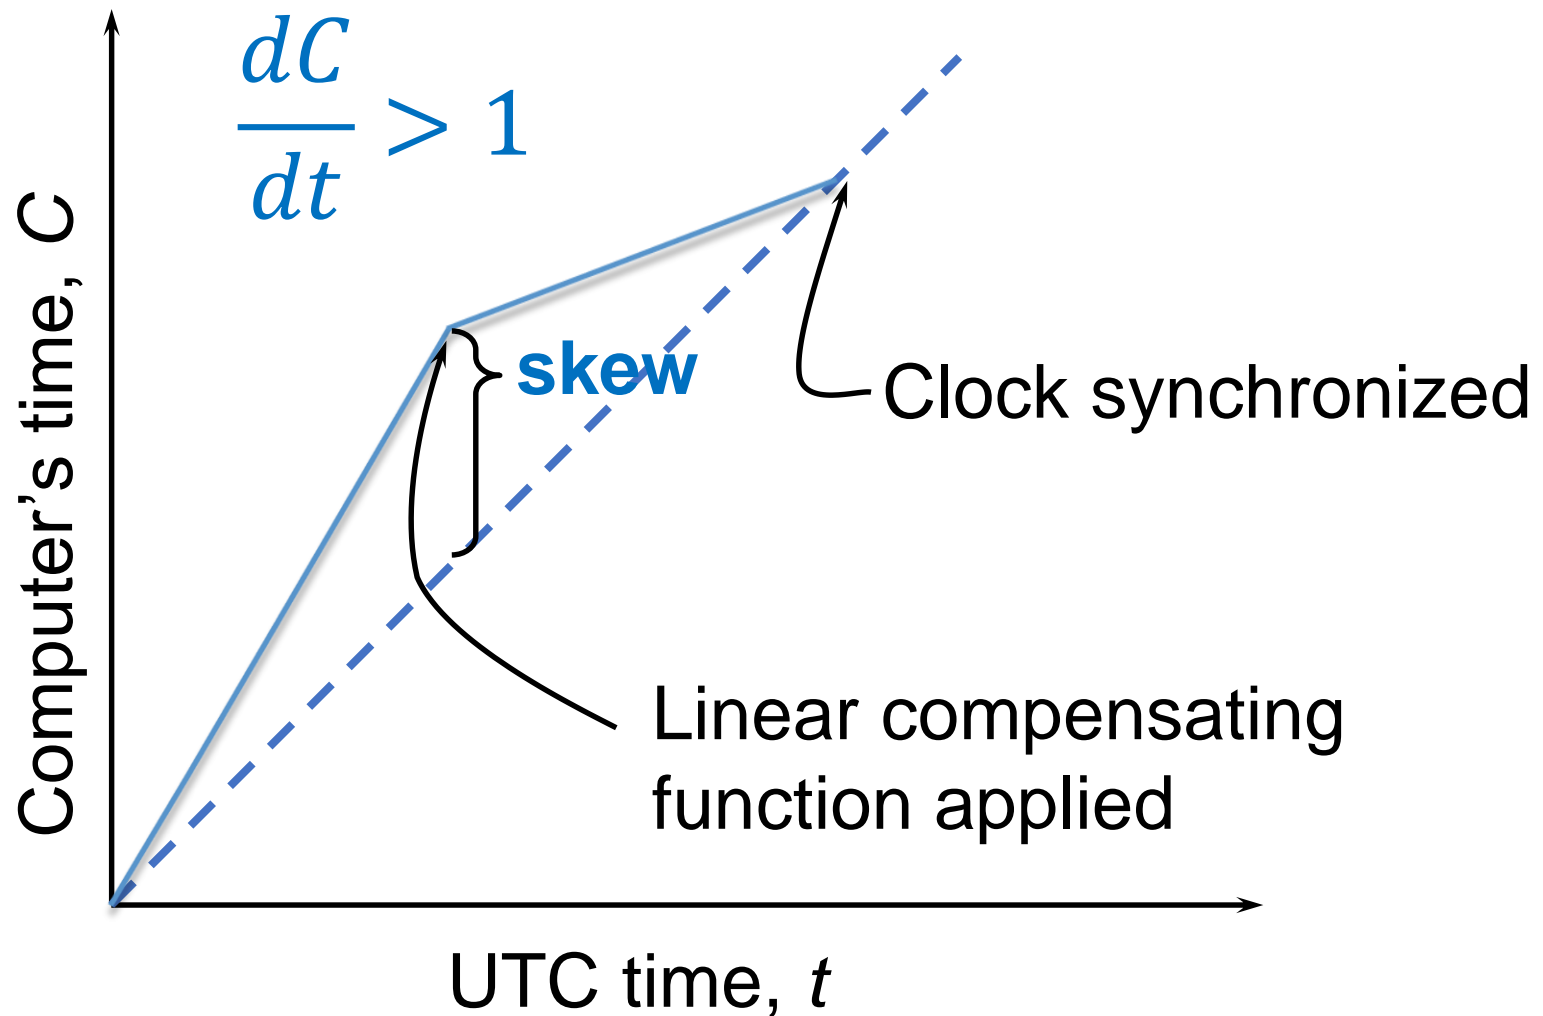 dC
dt
> 1
Computer’s time, C
skew
Clock synchronized
Linear compensating
function applied
UTC time, t